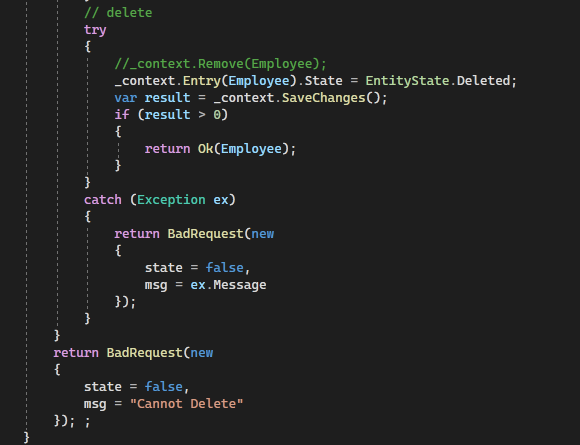 // delete
try
{
//_context.Remove(Employee);
_context.Entry(Employee).State = EntityState.Deleted;
var result = _context.SaveChanges();
if (result > 0)
{
return Ok(Employee);
}
}
catch (Exception ex)
{
return BadRequest(new
{
state = false,
msg = ex.Message
});
}
}
return BadRequest(new
{
state = false,
msg = "Cannot Delete"
}); ;
}